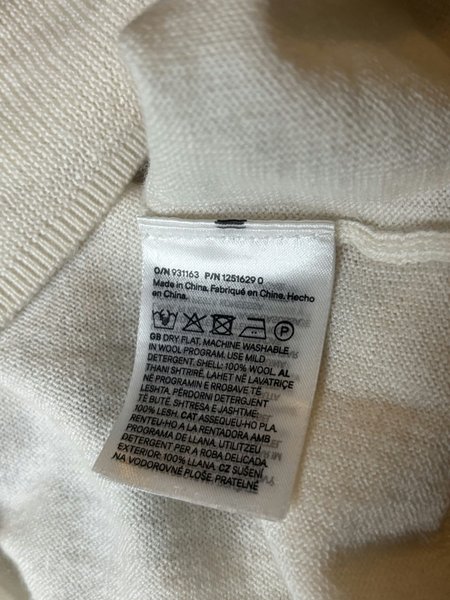 O/N 931163 P/N 1251629 0
Made in China. Fabriqué en Chine. Hecho
en China.
P
GB DRY FLAT. MACHINE WASHABLE
IN WOOL PROGRAM. USE MILD
DETERGENT. SHELL: 100% WOOL. AL
THANI SHTRIRË. LAHET NË LAVATRIÇE
NË PROGRAMIN E RROBAVE TË
LESHTA. PËRDORNI DETERGJENT
TË BUTË. SHTRESA E JASHTME:
100% LESH. CAT ASSEQUEU-HO PLA.
RENTEU-HO A LA RENTADORA AMB
PROGRAMA DE LLANA. UTILITZEU
DETERGENT PER A ROBA DELICADA.
EXTERIOR: 100% LLANA. CZ SUŠENÍ
NA VODOROVNÉ PLOŠE. PRATELNÉ